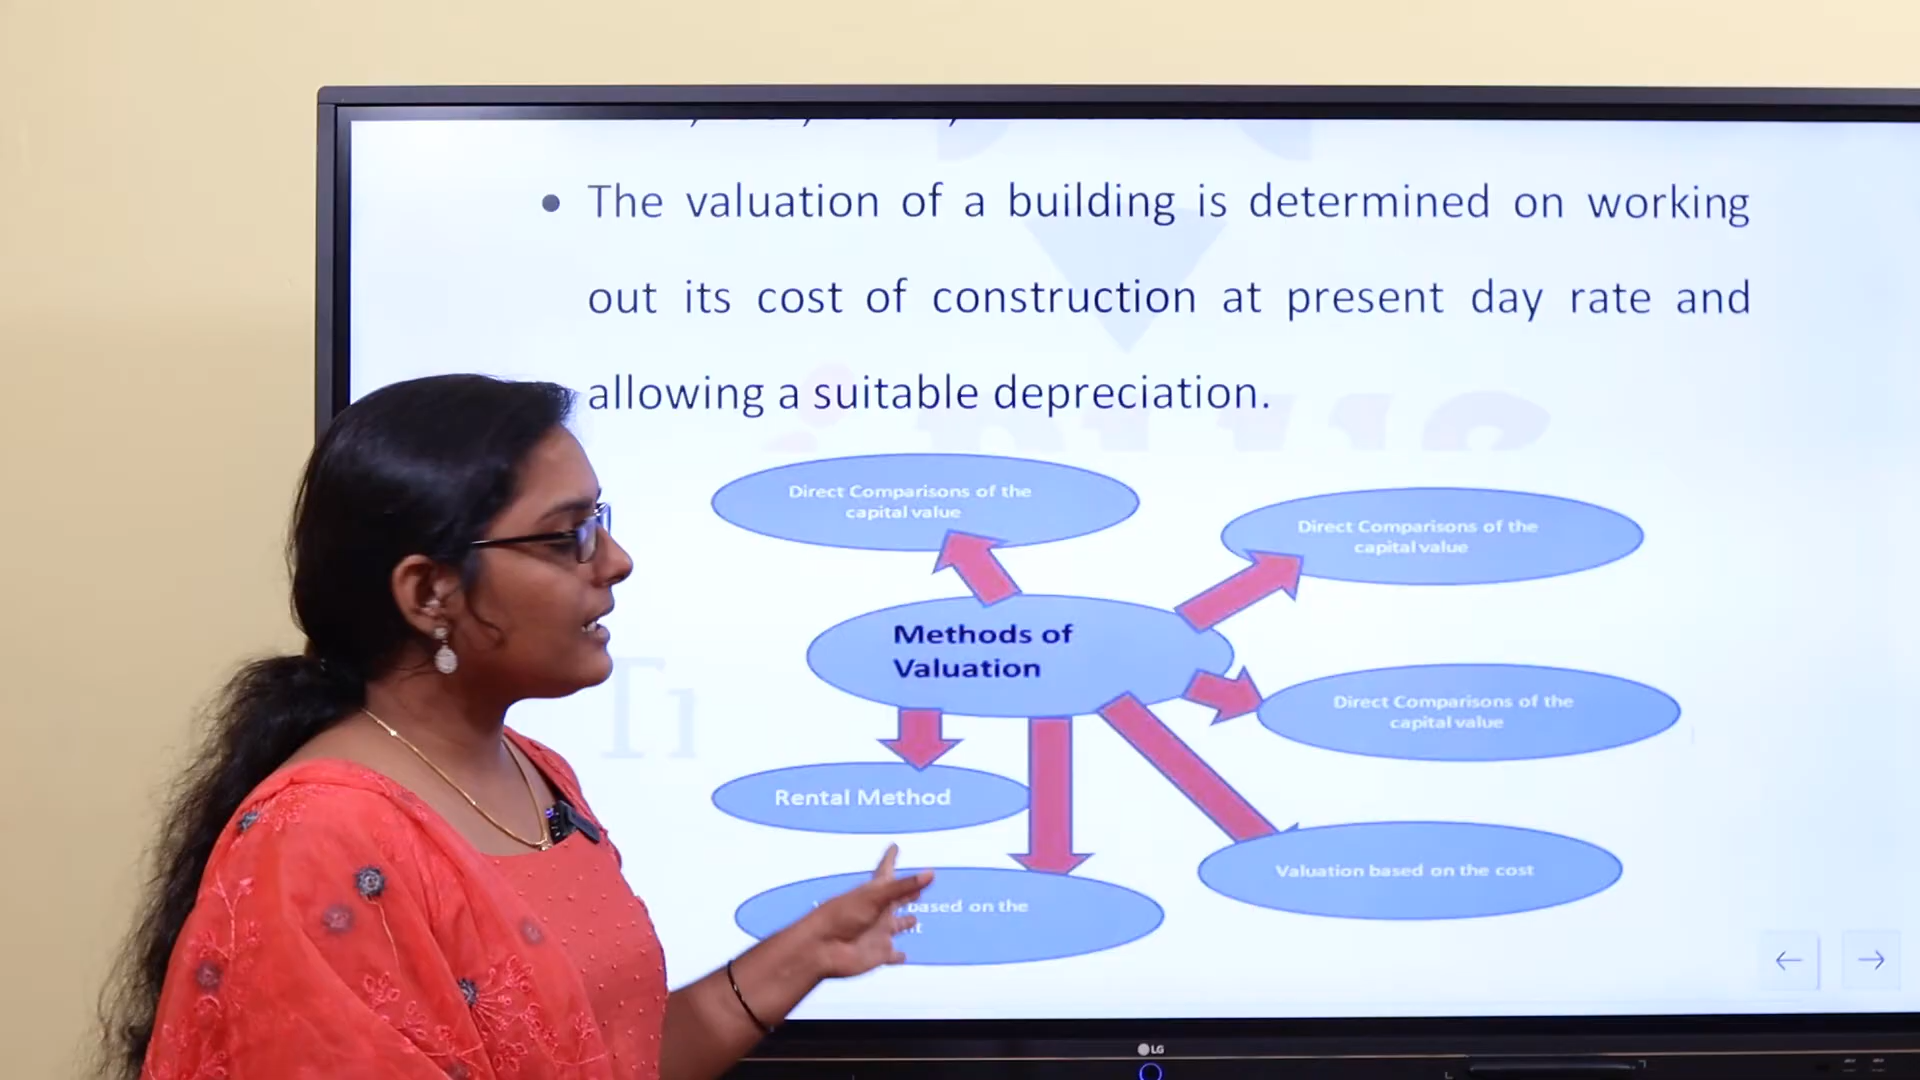 The valuation of a building is determined on working
out its cost of construction at present day rate and
allowing a suitable depreciation.
Direct Comparisons of the
capital value
Direct Comparisons of the
capital value
Methods of
Valuation
Direct Comparisons of the
capital value
Rental Method
Valuation based on the cost
based on the
LG